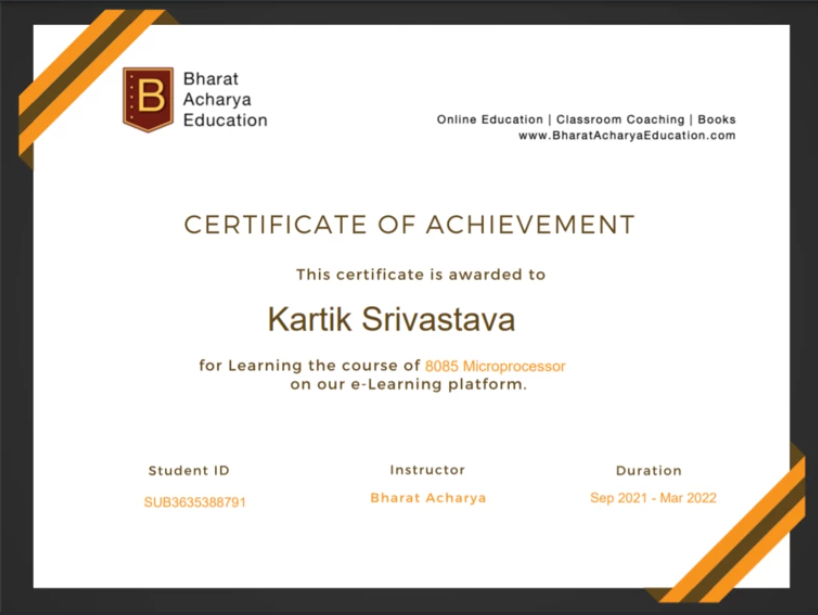 B
Bharat
Acharya
Education
Online Education | Classroom Coaching | Books
www.BharatAcharyaEducation.com
CERTIFICATE OF ACHIEVEMENT
This certificate is awarded to
Kartik Srivastava
for Learning the course of 8085 Microprocessor
on our e-Learning platform.
Student ID
Instructor
Duration
SUB3635388791
Bharat Acharya
Sep 2021 - Mar 2022